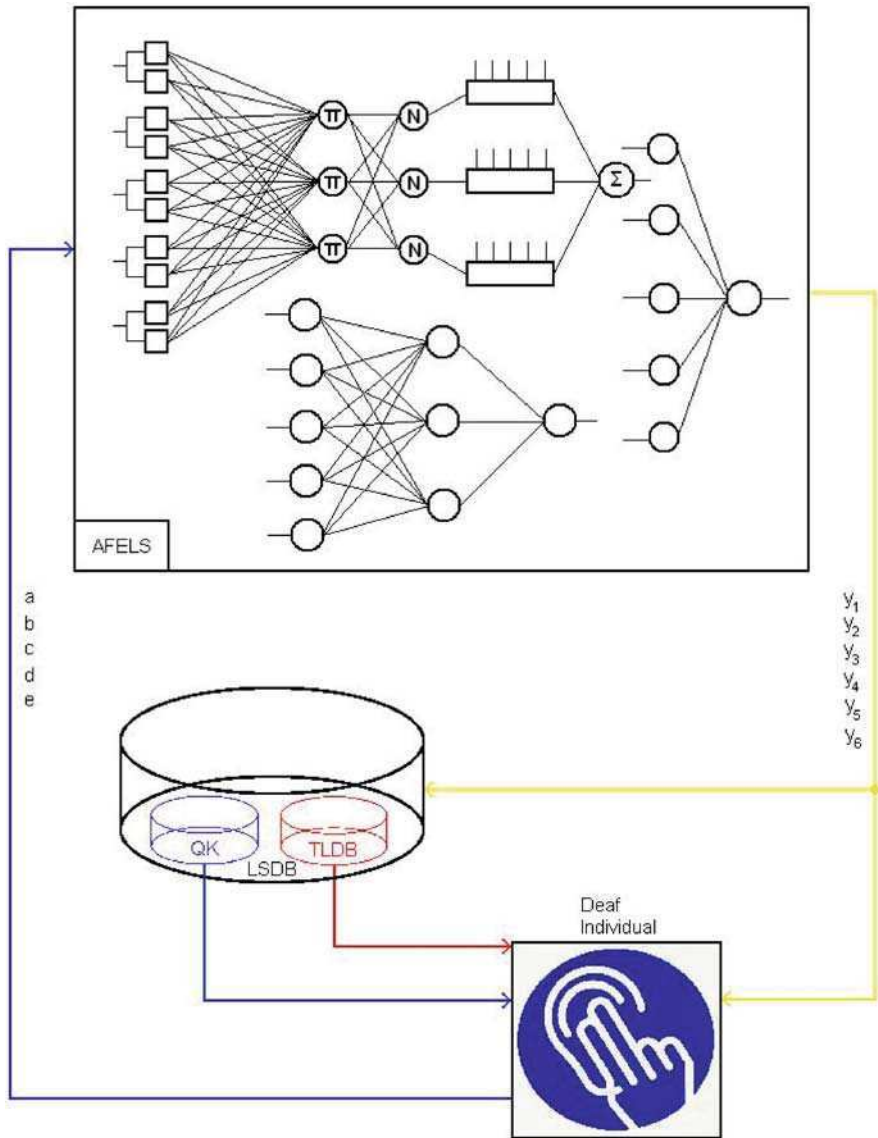 π N
Σ
π N
π N
AFELS
a
b
c
d
e
y1
y2
y3
y4
y5
y6
QK
TLDB
LSDB
Deaf
Individual